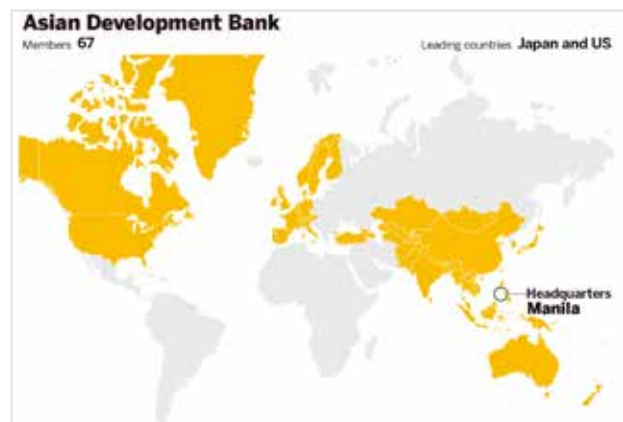 Asian Development Bank
Members 67
Leading countries Japan and US
Headquarters
Manila